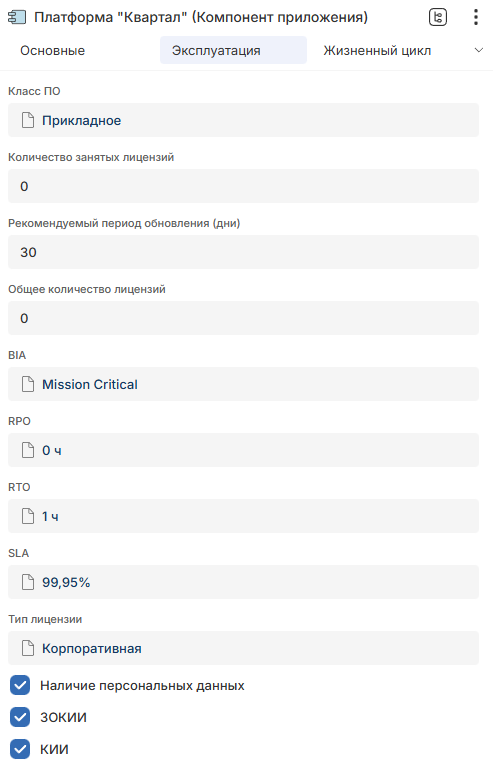 Платформа "Квартал" (Компонент приложения)
Основные Эксплуатация Жизненный цикл
Класс ПО
Прикладное
Количество занятых лицензий
0
Рекомендуемый период обновления (дни)
30
Общее количество лицензий
0
BIA
Mission Critical
RPO
0 ч
RTO
1 ч
SLA
99,95%
Тип лицензии
Корпоративная
Наличие персональных данных
ЗОКИИ
КИИ